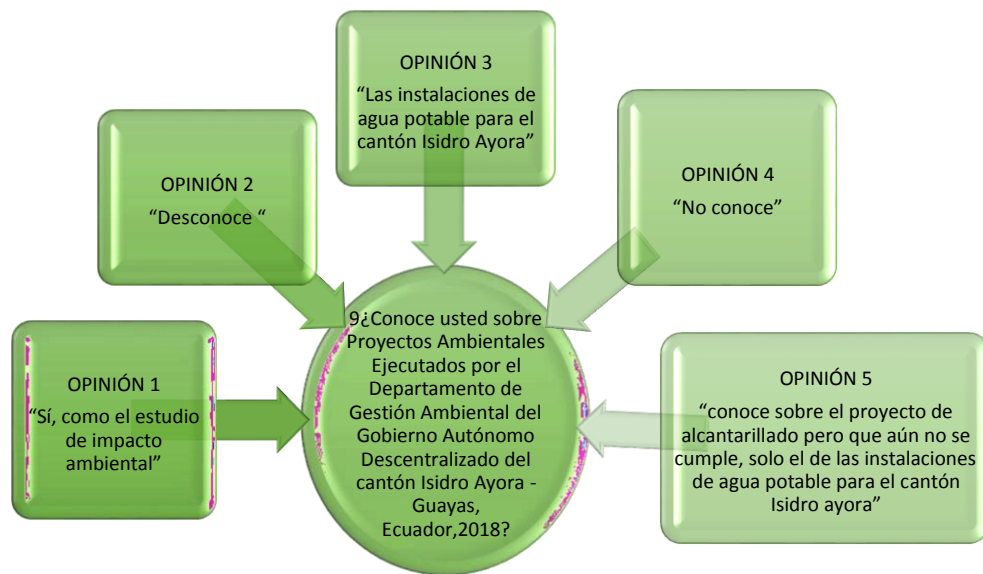 OPINIÓN 1
“Sí, como el estudio
de impacto
ambiental”
OPINIÓN 2
“Desconoce “
OPINIÓN 3
“Las instalaciones de
agua potable para el
cantón Isidro Ayora”
OPINIÓN 4
“No conoce”
OPINIÓN 5
“conoce sobre el proyecto de
alcantarillado pero que aún no se
cumple, solo el de las instalaciones
de agua potable para el cantón
Isidro ayora”
9¿Conoce usted sobre
Proyectos Ambientales
Ejecutados por el
Departamento de
Gestión Ambiental del
Gobierno Autónomo
Descentralizado del
cantón Isidro Ayora -
Guayas,
Ecuador,2018?